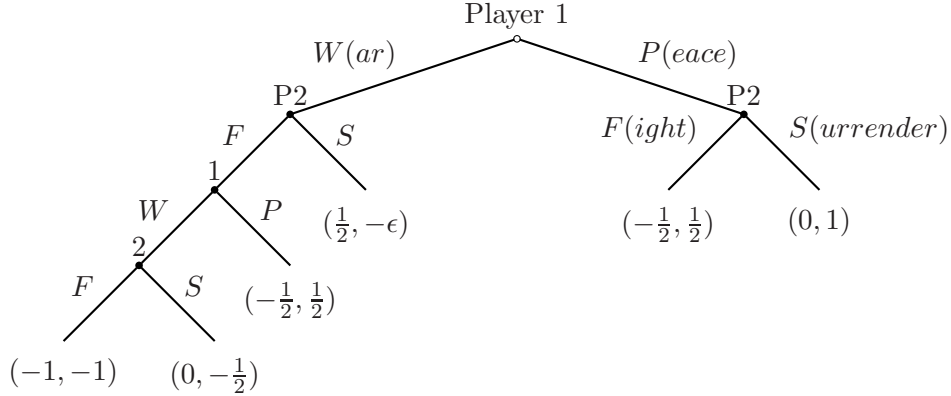 Player 1
W(ar) P(eace)
P2 P2
F S F(ight) S(urrender)
1
W P (1/2, −ϵ) (−1/2, 1/2) (0, 1)
2
F S (−1/2, 1/2)
(−1, −1) (0, −1/2)